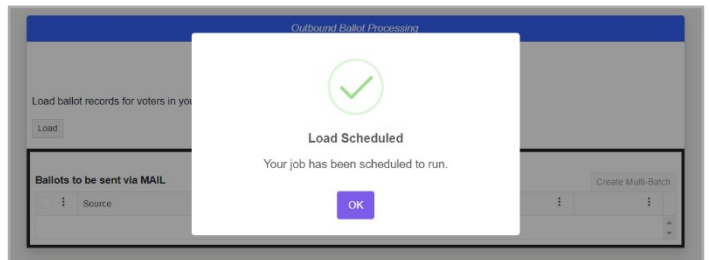 Outbound Ballot Processing
Load ballot records for voters in
Load
Load Scheduled
Your job has been scheduled to run.
OK
Ballots to be sent via MAIL
Create Multi-Batch
Source